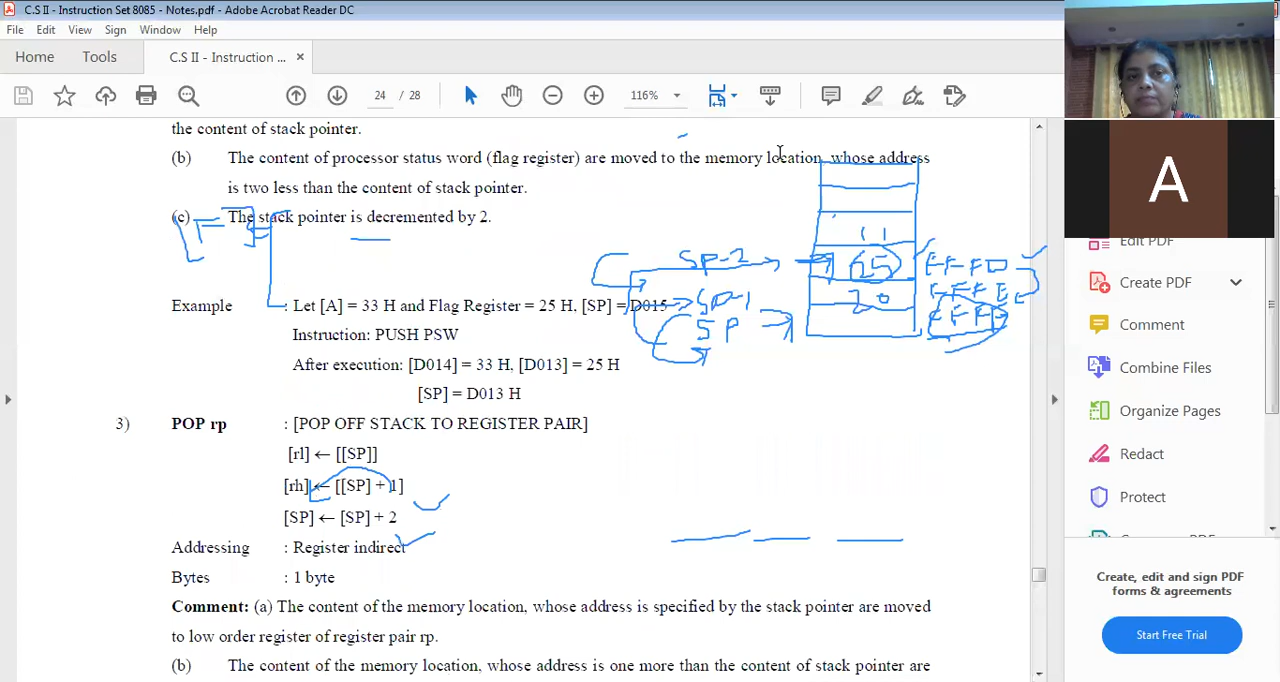 C.S II - Instruction Set 8085 - Notes.pdf - Adobe Acrobat Reader DC
File Edit View Sign Window Help
Home Tools C.S II - Instruction ... ×
24 / 28 116%
the content of stack pointer.
(b) The content of processor status word (flag register) are moved to the memory location, whose address
is two less than the content of stack pointer.
(c) The stack pointer is decremented by 2.
11
SP-2 65 FFFD
SP-1 20 FFFE
SP FFFF
Example : Let [A] = 33 H and Flag Register = 25 H, [SP] = D015
Instruction: PUSH PSW
After execution: [D014] = 33 H, [D013] = 25 H
[SP] = D013 H
3) POP rp : [POP OFF STACK TO REGISTER PAIR]
[rl] ← [[SP]]
[rh] ← [[SP] + 1]
[SP] ← [SP] + 2
Addressing : Register indirect
Bytes : 1 byte
Comment: (a) The content of the memory location, whose address is specified by the stack pointer are moved
to low order register of register pair rp.
(b) The content of the memory location, whose address is one more than the content of stack pointer are
A
Edit PDF
Create PDF
Comment
Combine Files
Organize Pages
Redact
Protect
Create, edit and sign PDF
forms & agreements
Start Free Trial